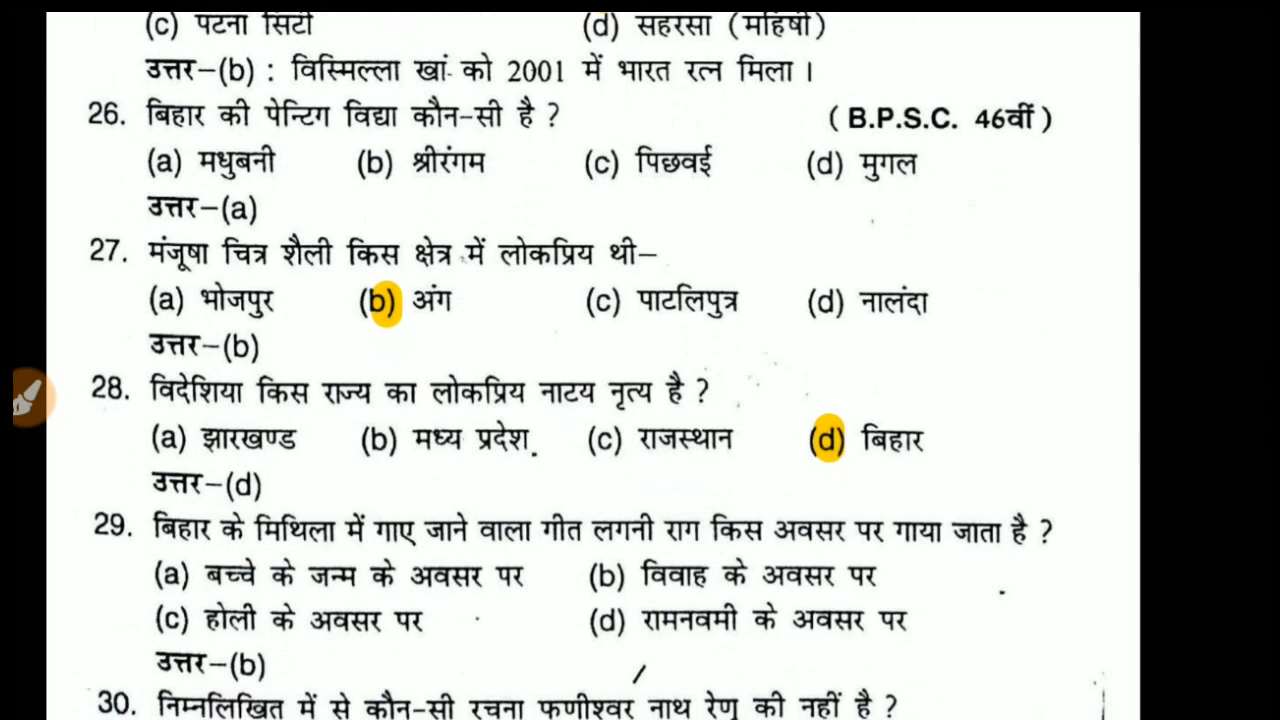 (c) पटना सिटी (d) सहरसा (महिषी)
उत्तर–(b) : विस्मिल्ला खां को 2001 में भारत रत्न मिला ।
26. बिहार की पेन्टिग विद्या कौन-सी है ? ( B.P.S.C. 46वीं )
(a) मधुबनी (b) श्रीरंगम (c) पिछवई (d) मुगल
उत्तर–(a)
27. मंजूषा चित्र शैली किस क्षेत्र में लोकप्रिय थी–
(a) भोजपुर (b) अंग (c) पाटलिपुत्र (d) नालंदा
उत्तर–(b)
28. विदेशिया किस राज्य का लोकप्रिय नाटय नृत्य है ?
(a) झारखण्ड (b) मध्य प्रदेश (c) राजस्थान (d) बिहार
उत्तर–(d)
29. बिहार के मिथिला में गाए जाने वाला गीत लगनी राग किस अवसर पर गाया जाता है ?
(a) बच्चे के जन्म के अवसर पर (b) विवाह के अवसर पर
(c) होली के अवसर पर (d) रामनवमी के अवसर पर
उत्तर–(b)
30. निम्नलिखित में से कौन-सी रचना फणीश्वर नाथ रेणु की नहीं है ?